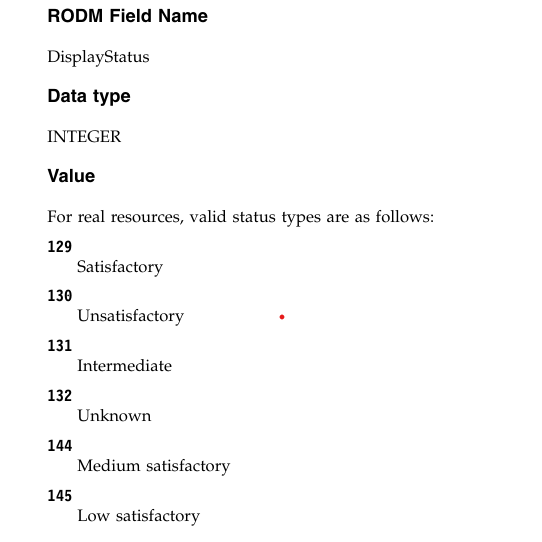 RODM Field Name
DisplayStatus
Data type
INTEGER
Value
For real resources, valid status types are as follows:
129
Satisfactory
130
Unsatisfactory
131
Intermediate
132
Unknown
144
Medium satisfactory
145
Low satisfactory